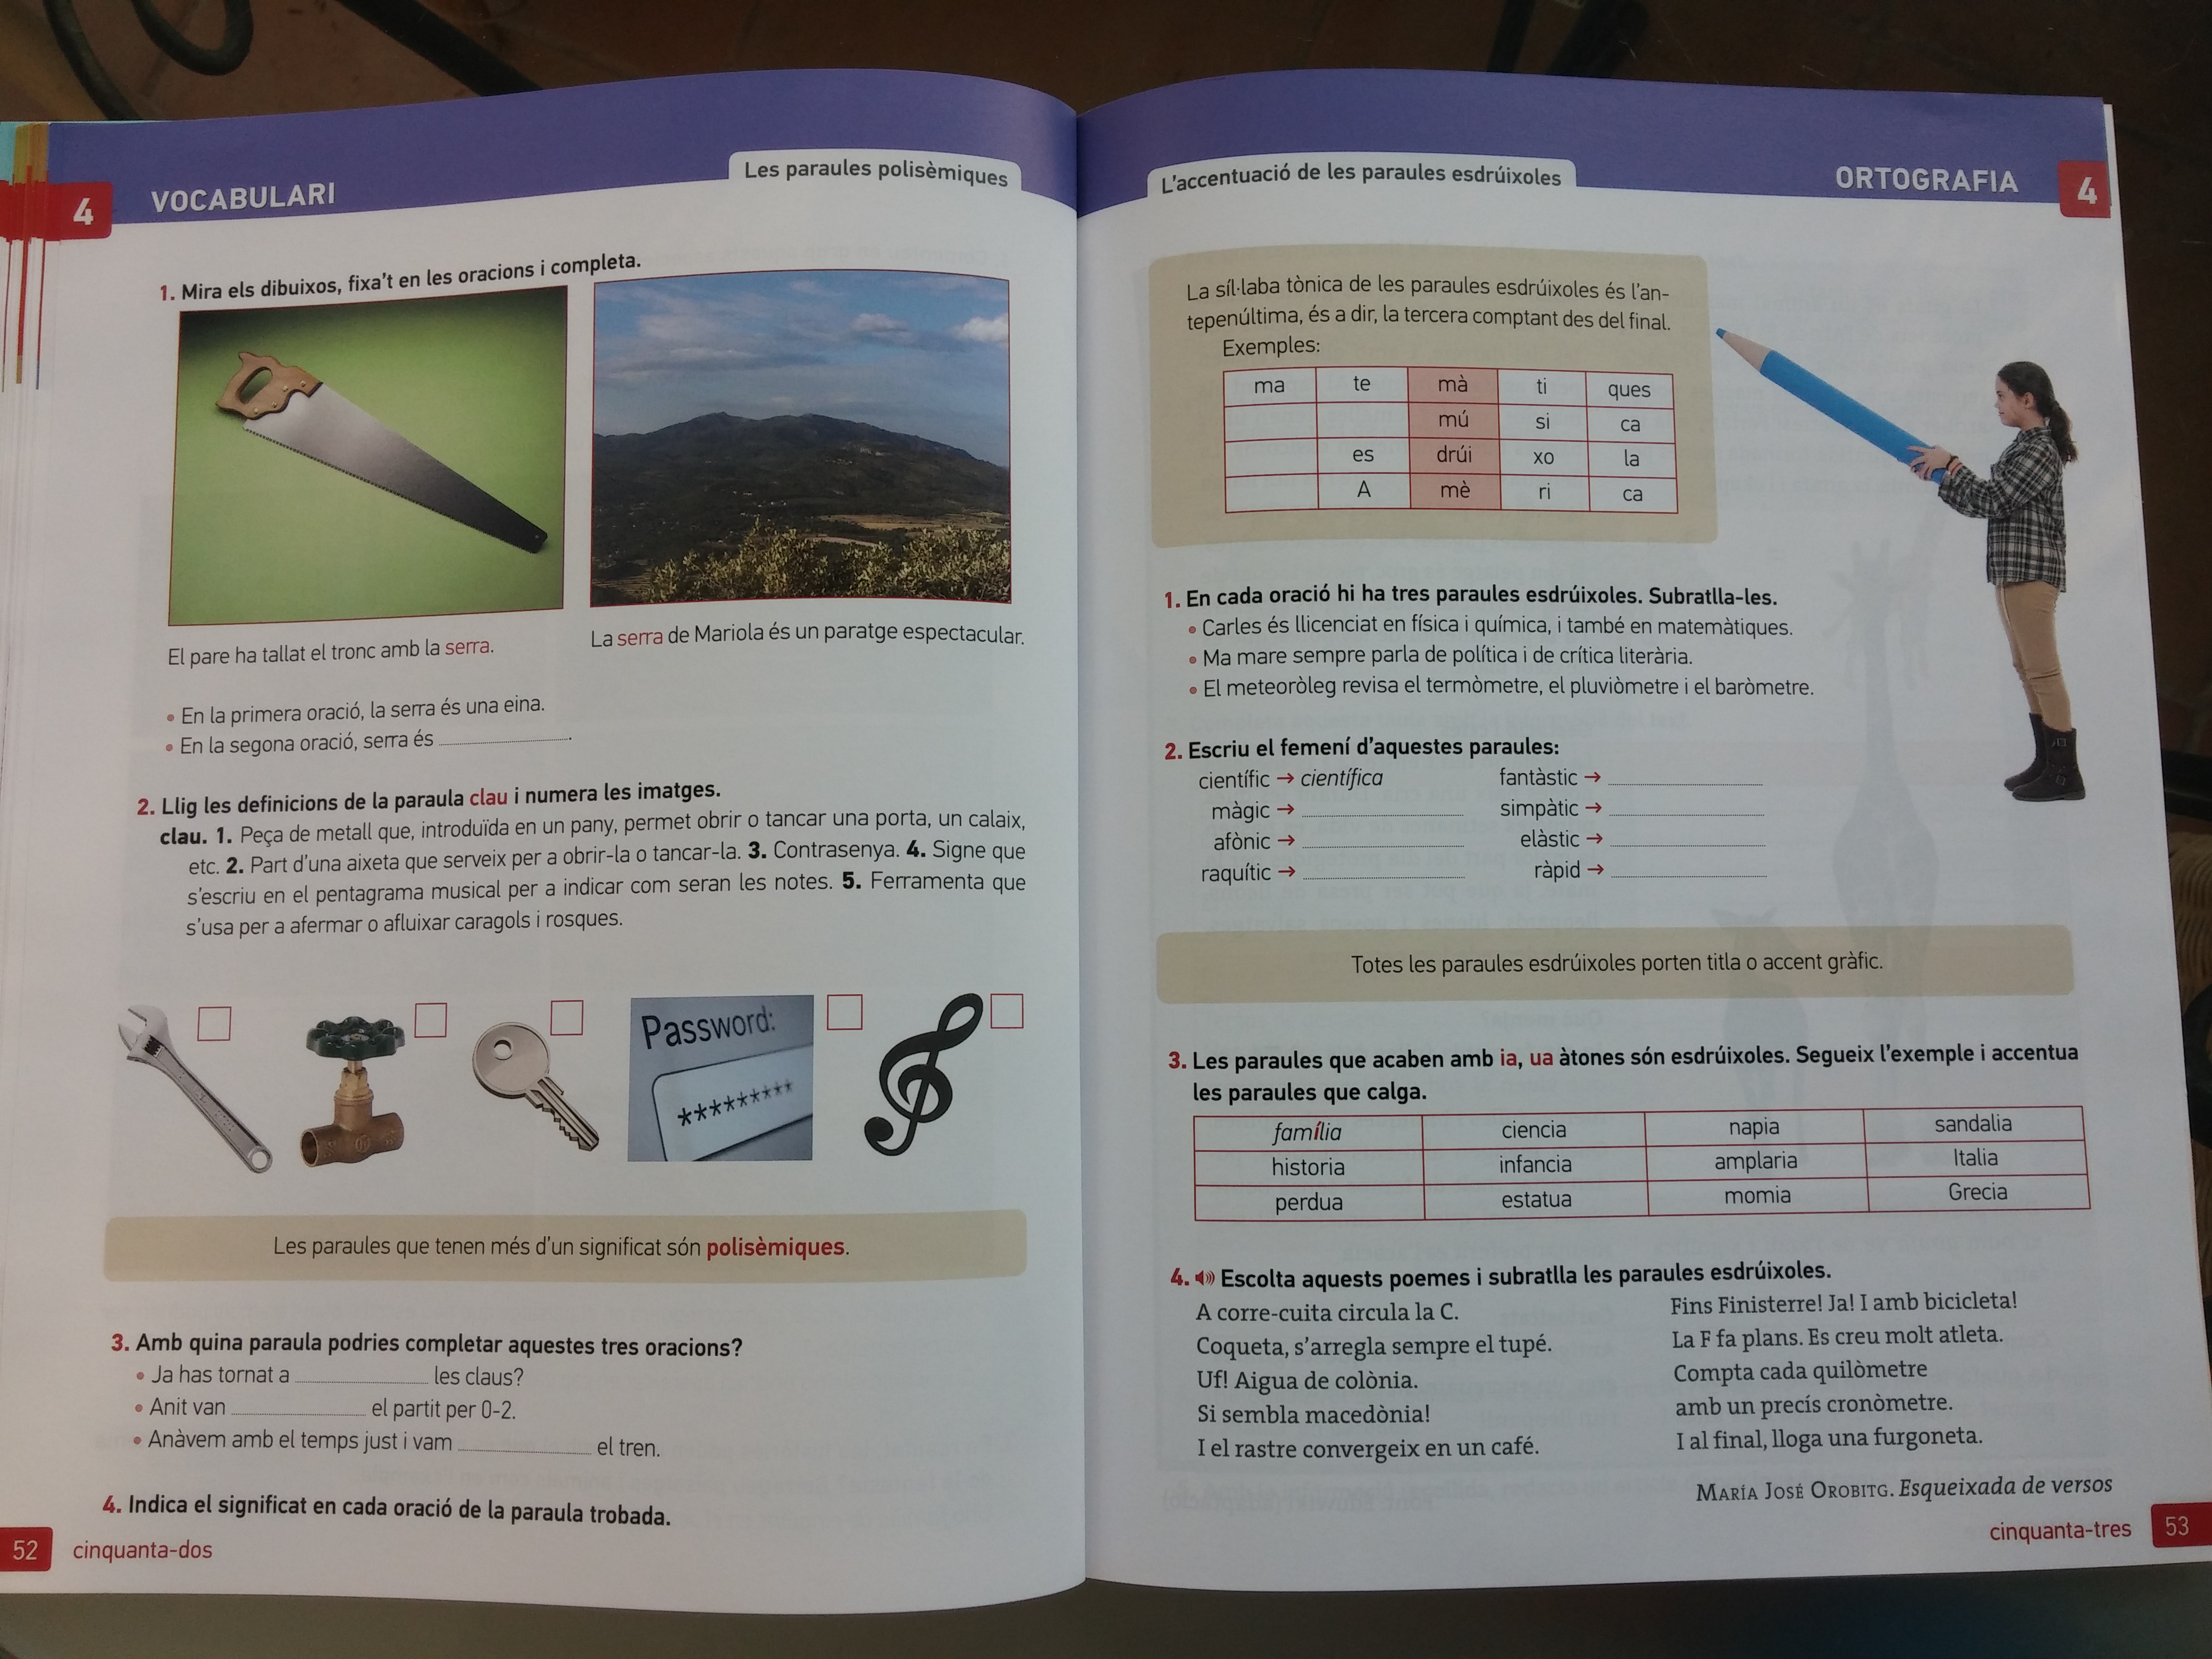 4
VOCABULARI
Les paraules polisèmiques
1. Mira els dibuixos, fixa't en les oracions i completa.
El pare ha tallat el tronc amb la serra.
La serra de Mariola és un paratge espectacular.
• En la primera oració, la serra és una eina.
• En la segona oració, serra és .
2. Llig les definicions de la paraula clau i numera les imatges.
clau. 1. Peça de metall que, introduïda en un pany, permet obrir o tancar una porta, un calaix,
etc. 2. Part d'una aixeta que serveix per a obrir-la o tancar-la. 3. Contrasenya. 4. Signe que
s'escriu en el pentagrama musical per a indicar com seran les notes. 5. Ferramenta que
s'usa per a afermar o afluixar caragols i rosques.
Password:
*********
Les paraules que tenen més d'un significat són polisèmiques.
3. Amb quina paraula podries completar aquestes tres oracions?
• Ja has tornat a les claus?
• Anit van el partit per 0-2.
• Anàvem amb el temps just i vam el tren.
4. Indica el significat en cada oració de la paraula trobada.
52
cinquanta-dos
L'accentuació de les paraules esdrúixoles
ORTOGRAFIA
4
La síl·laba tònica de les paraules esdrúixoles és l'an-
tepenúltima, és a dir, la tercera comptant des del final.
Exemples:
ma te mà ti ques
mú si ca
es drúi xo la
A mè ri ca
1. En cada oració hi ha tres paraules esdrúixoles. Subratlla-les.
• Carles és llicenciat en física i química, i també en matemàtiques.
• Ma mare sempre parla de política i de crítica literària.
• El meteoròleg revisa el termòmetre, el pluviòmetre i el baròmetre.
2. Escriu el femení d'aquestes paraules:
científic → científica fantàstic →
màgic → simpàtic →
afònic → elàstic →
raquític → ràpid →
Totes les paraules esdrúixoles porten titla o accent gràfic.
3. Les paraules que acaben amb ia, ua àtones són esdrúixoles. Segueix l'exemple i accentua
les paraules que calga.
família ciencia napia sandalia
historia infancia amplaria Italia
perdua estatua momia Grecia
4. Escolta aquests poemes i subratlla les paraules esdrúixoles.
A corre-cuita circula la C.
Coqueta, s'arregla sempre el tupé.
Uf! Aigua de colònia.
Si sembla macedònia!
I el rastre convergeix en un café.
Fins Finisterre! Ja! I amb bicicleta!
La F fa plans. Es creu molt atleta.
Compta cada quilòmetre
amb un precís cronòmetre.
I al final, lloga una furgoneta.
MARÍA JOSÉ OROBITG. Esqueixada de versos
cinquanta-tres
53